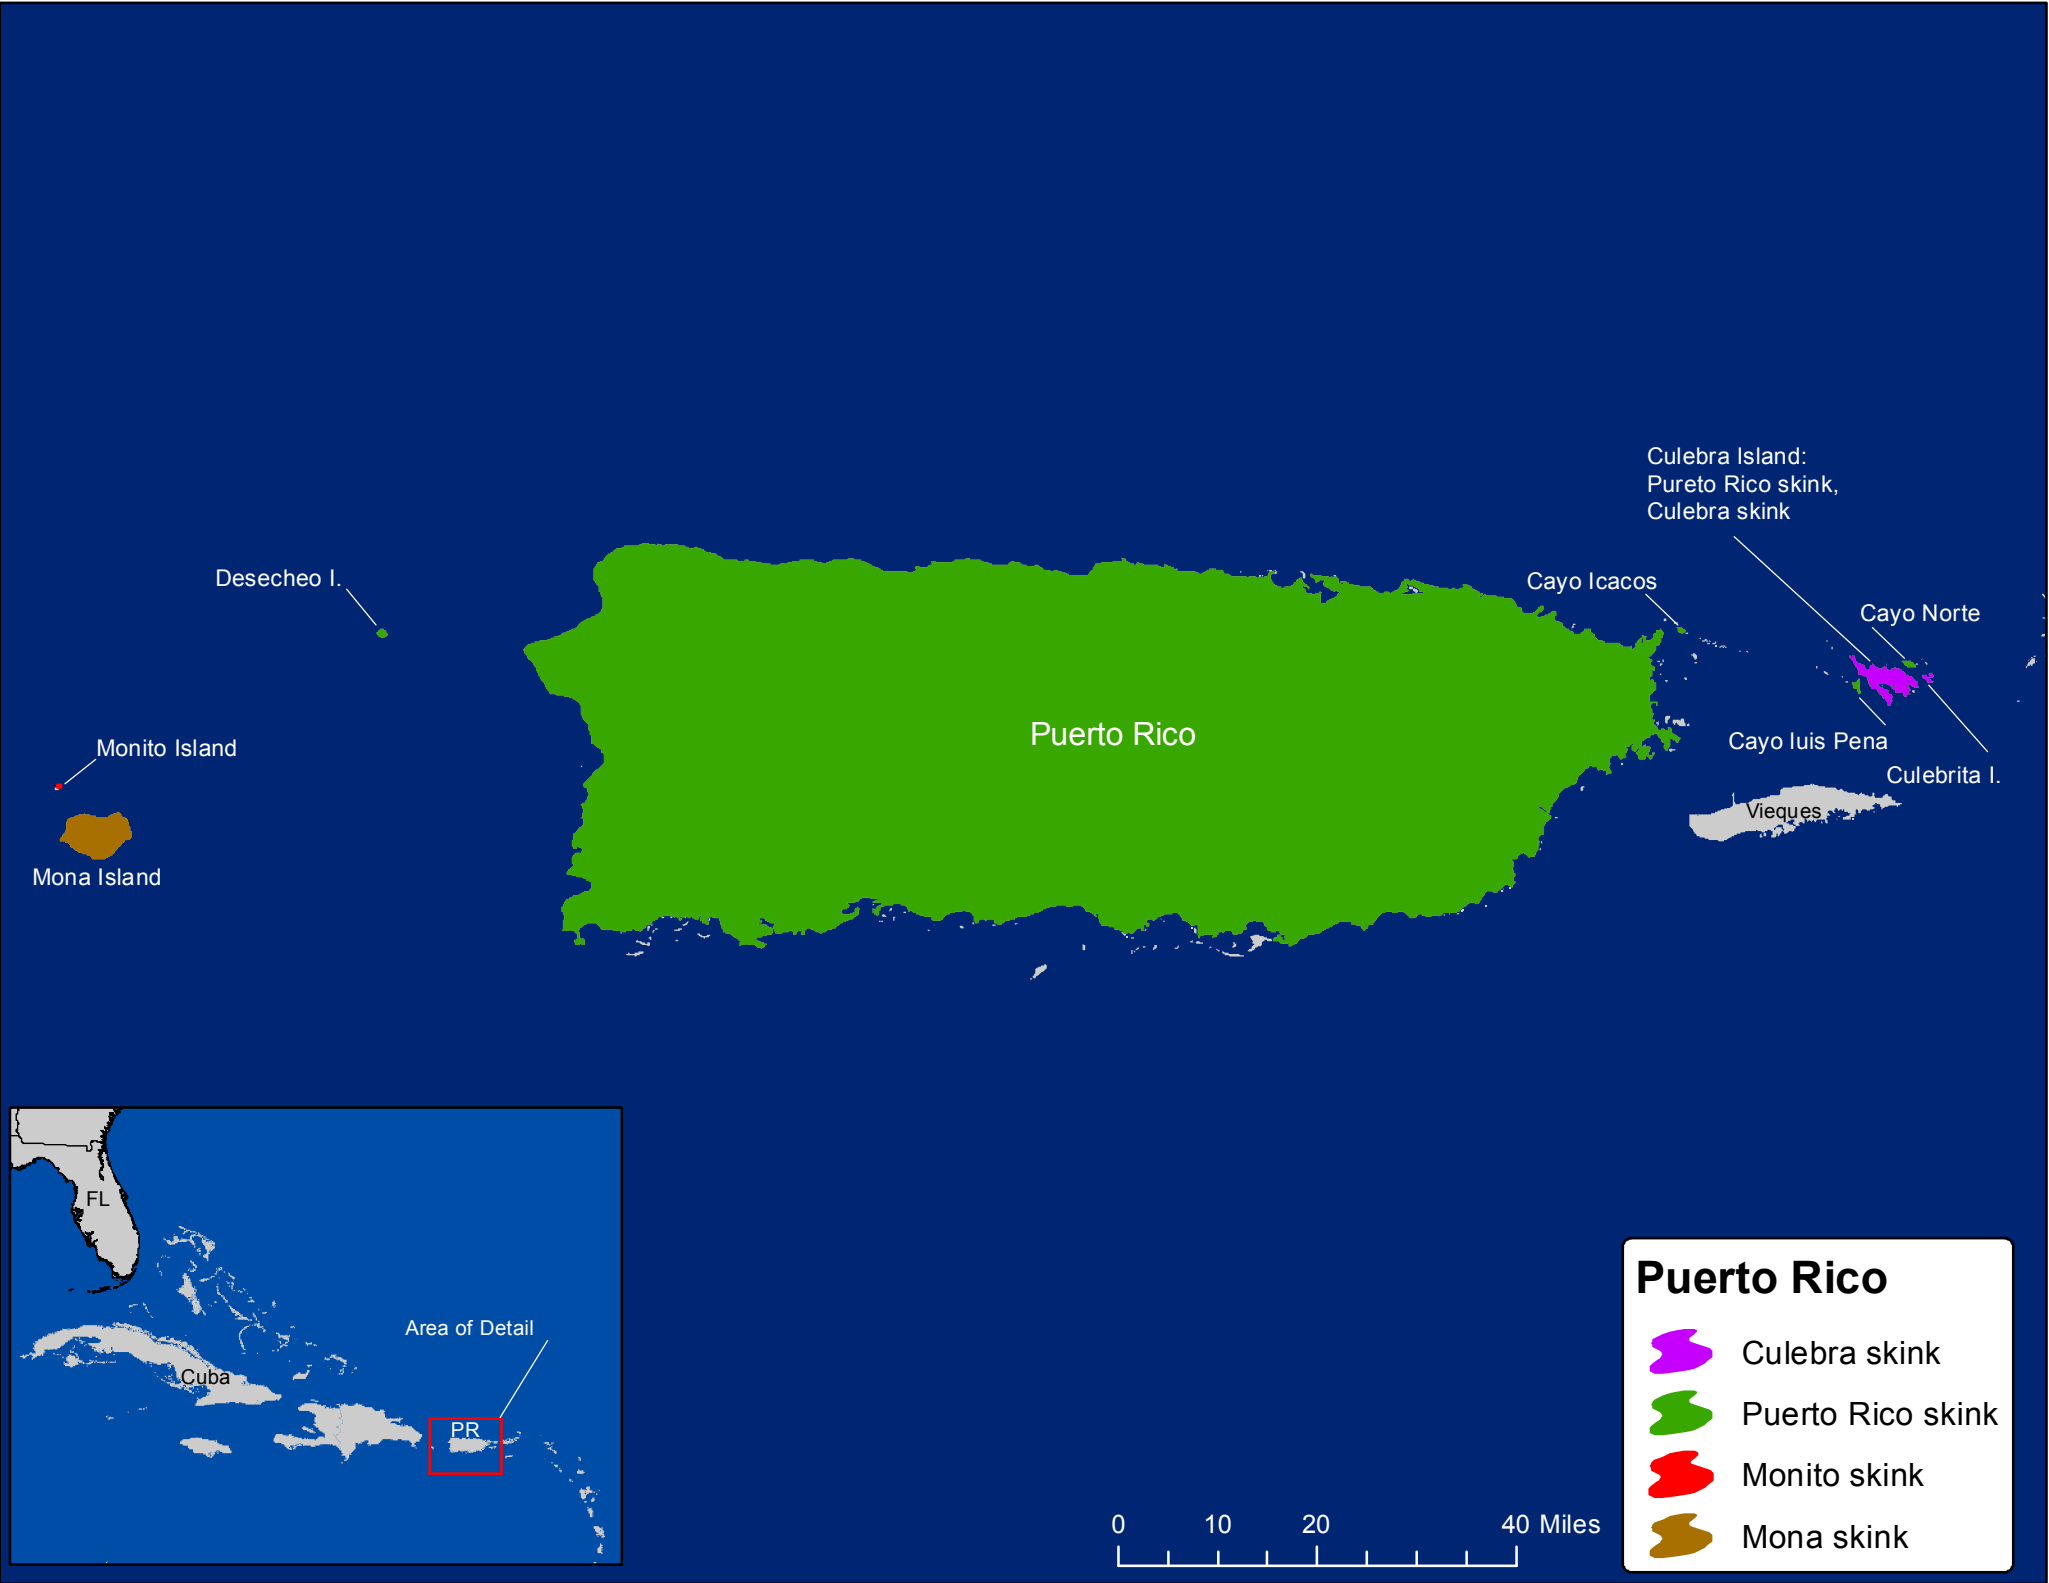 Culebra Island:
Pureto Rico skink,
Culebra skink
Desecheo I.
Cayo Icacos
Cayo Norte
Puerto Rico
Monito Island
Cayo luis Pena
Culebrita I.
Vieques
Mona Island
FL
Area of Detail
Cuba
PR
Puerto Rico
Culebra skink
Puerto Rico skink
Monito skink
Mona skink
0 10 20 40 Miles